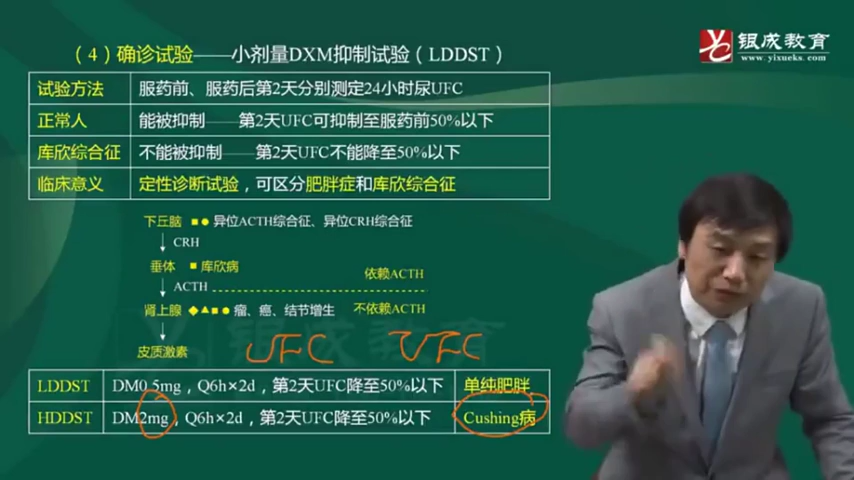 （4）确诊试验——小剂量DXM抑制试验（LDDST）
银成教育
www.yixueks.com
试验方法 服药前、服药后第2天分别测定24小时尿UFC
正常人 能被抑制——第2天UFC可抑制至服药前50%以下
库欣综合征 不能被抑制——第2天UFC不能降至50%以下
临床意义 定性诊断试验，可区分肥胖症和库欣综合征
下丘脑 ■● 异位ACTH综合征、异位CRH综合征
CRH
垂体 ■ 库欣病
依赖ACTH
ACTH
肾上腺 ◆▲■● 瘤、癌、结节增生
不依赖ACTH
皮质激素
UFC UFC
银成教育
LDDST DM0.5mg，Q6h×2d，第2天UFC降至50%以下 单纯肥胖
HDDST DM2mg，Q6h×2d，第2天UFC降至50%以下 Cushing病